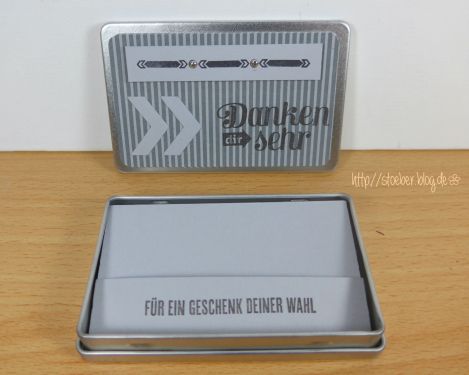 Danken
dir
sehr
http://stoeber.blog.de
FÜR EIN GESCHENK DEINER WAHL